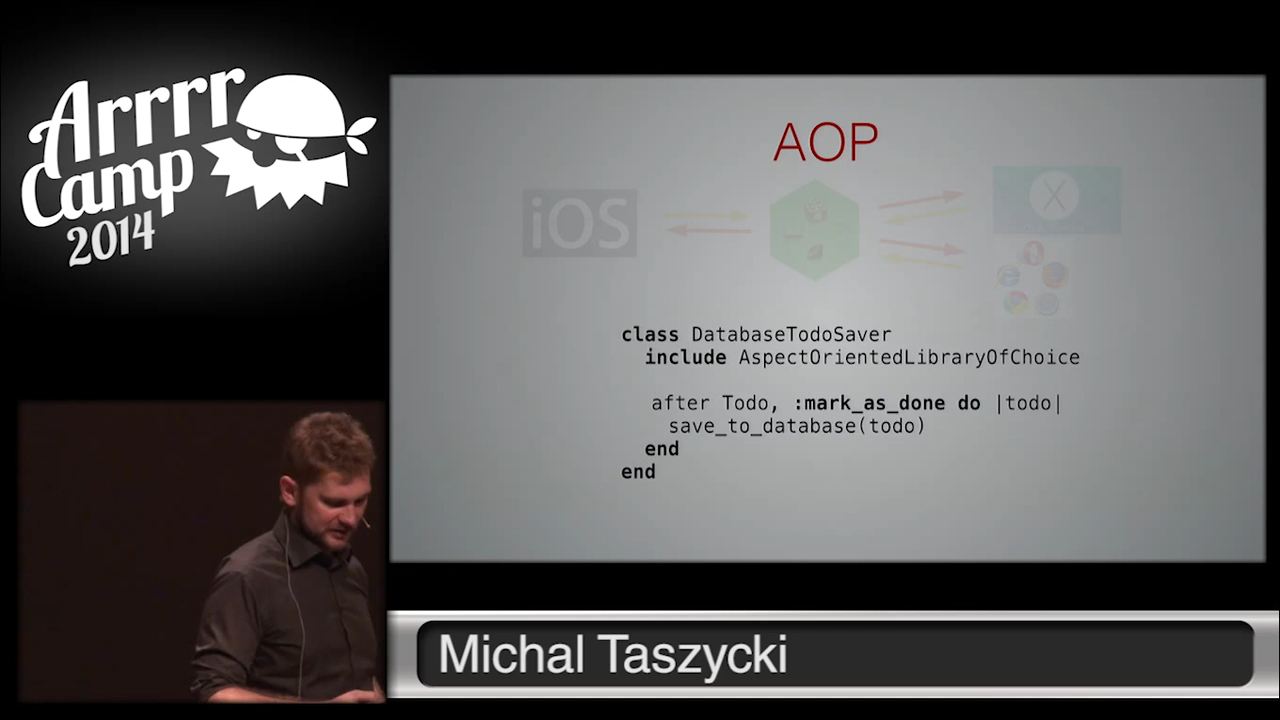 Arrrr
Camp
2014
AOP
iOS
X
class DatabaseTodoSaver
include AspectOrientedLibraryOfChoice
after Todo, :mark_as_done do |todo|
save_to_database(todo)
end
end
Michal Taszycki